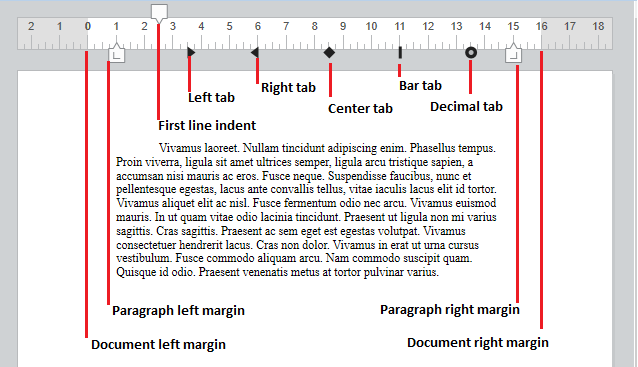 2 1 0 1 2 3 4 5 6 7 8 9 10 11 12 13 14 15 16 17 18
Left tab
Right tab
Center tab
Bar tab
Decimal tab
First line indent
Vivamus laoreet. Nullam tincidunt adipiscing enim. Phasellus tempus.
Proin viverra, ligula sit amet ultrices semper, ligula arcu tristique sapien, a
accumsan nisi mauris ac eros. Fusce neque. Suspendisse faucibus, nunc et
pellentesque egestas, lacus ante convallis tellus, vitae iaculis lacus elit id tortor.
Vivamus aliquet elit ac nisl. Fusce fermentum odio nec arcu. Vivamus euismod
mauris. In ut quam vitae odio lacinia tincidunt. Praesent ut ligula non mi varius
sagittis. Cras sagittis. Praesent ac sem eget est egestas volutpat. Vivamus
consectetuer hendrerit lacus. Cras non dolor. Vivamus in erat ut urna cursus
vestibulum. Fusce commodo aliquam arcu. Nam commodo suscipit quam.
Quisque id odio. Praesent venenatis metus at tortor pulvinar varius.
Paragraph left margin
Paragraph right margin
Document left margin
Document right margin